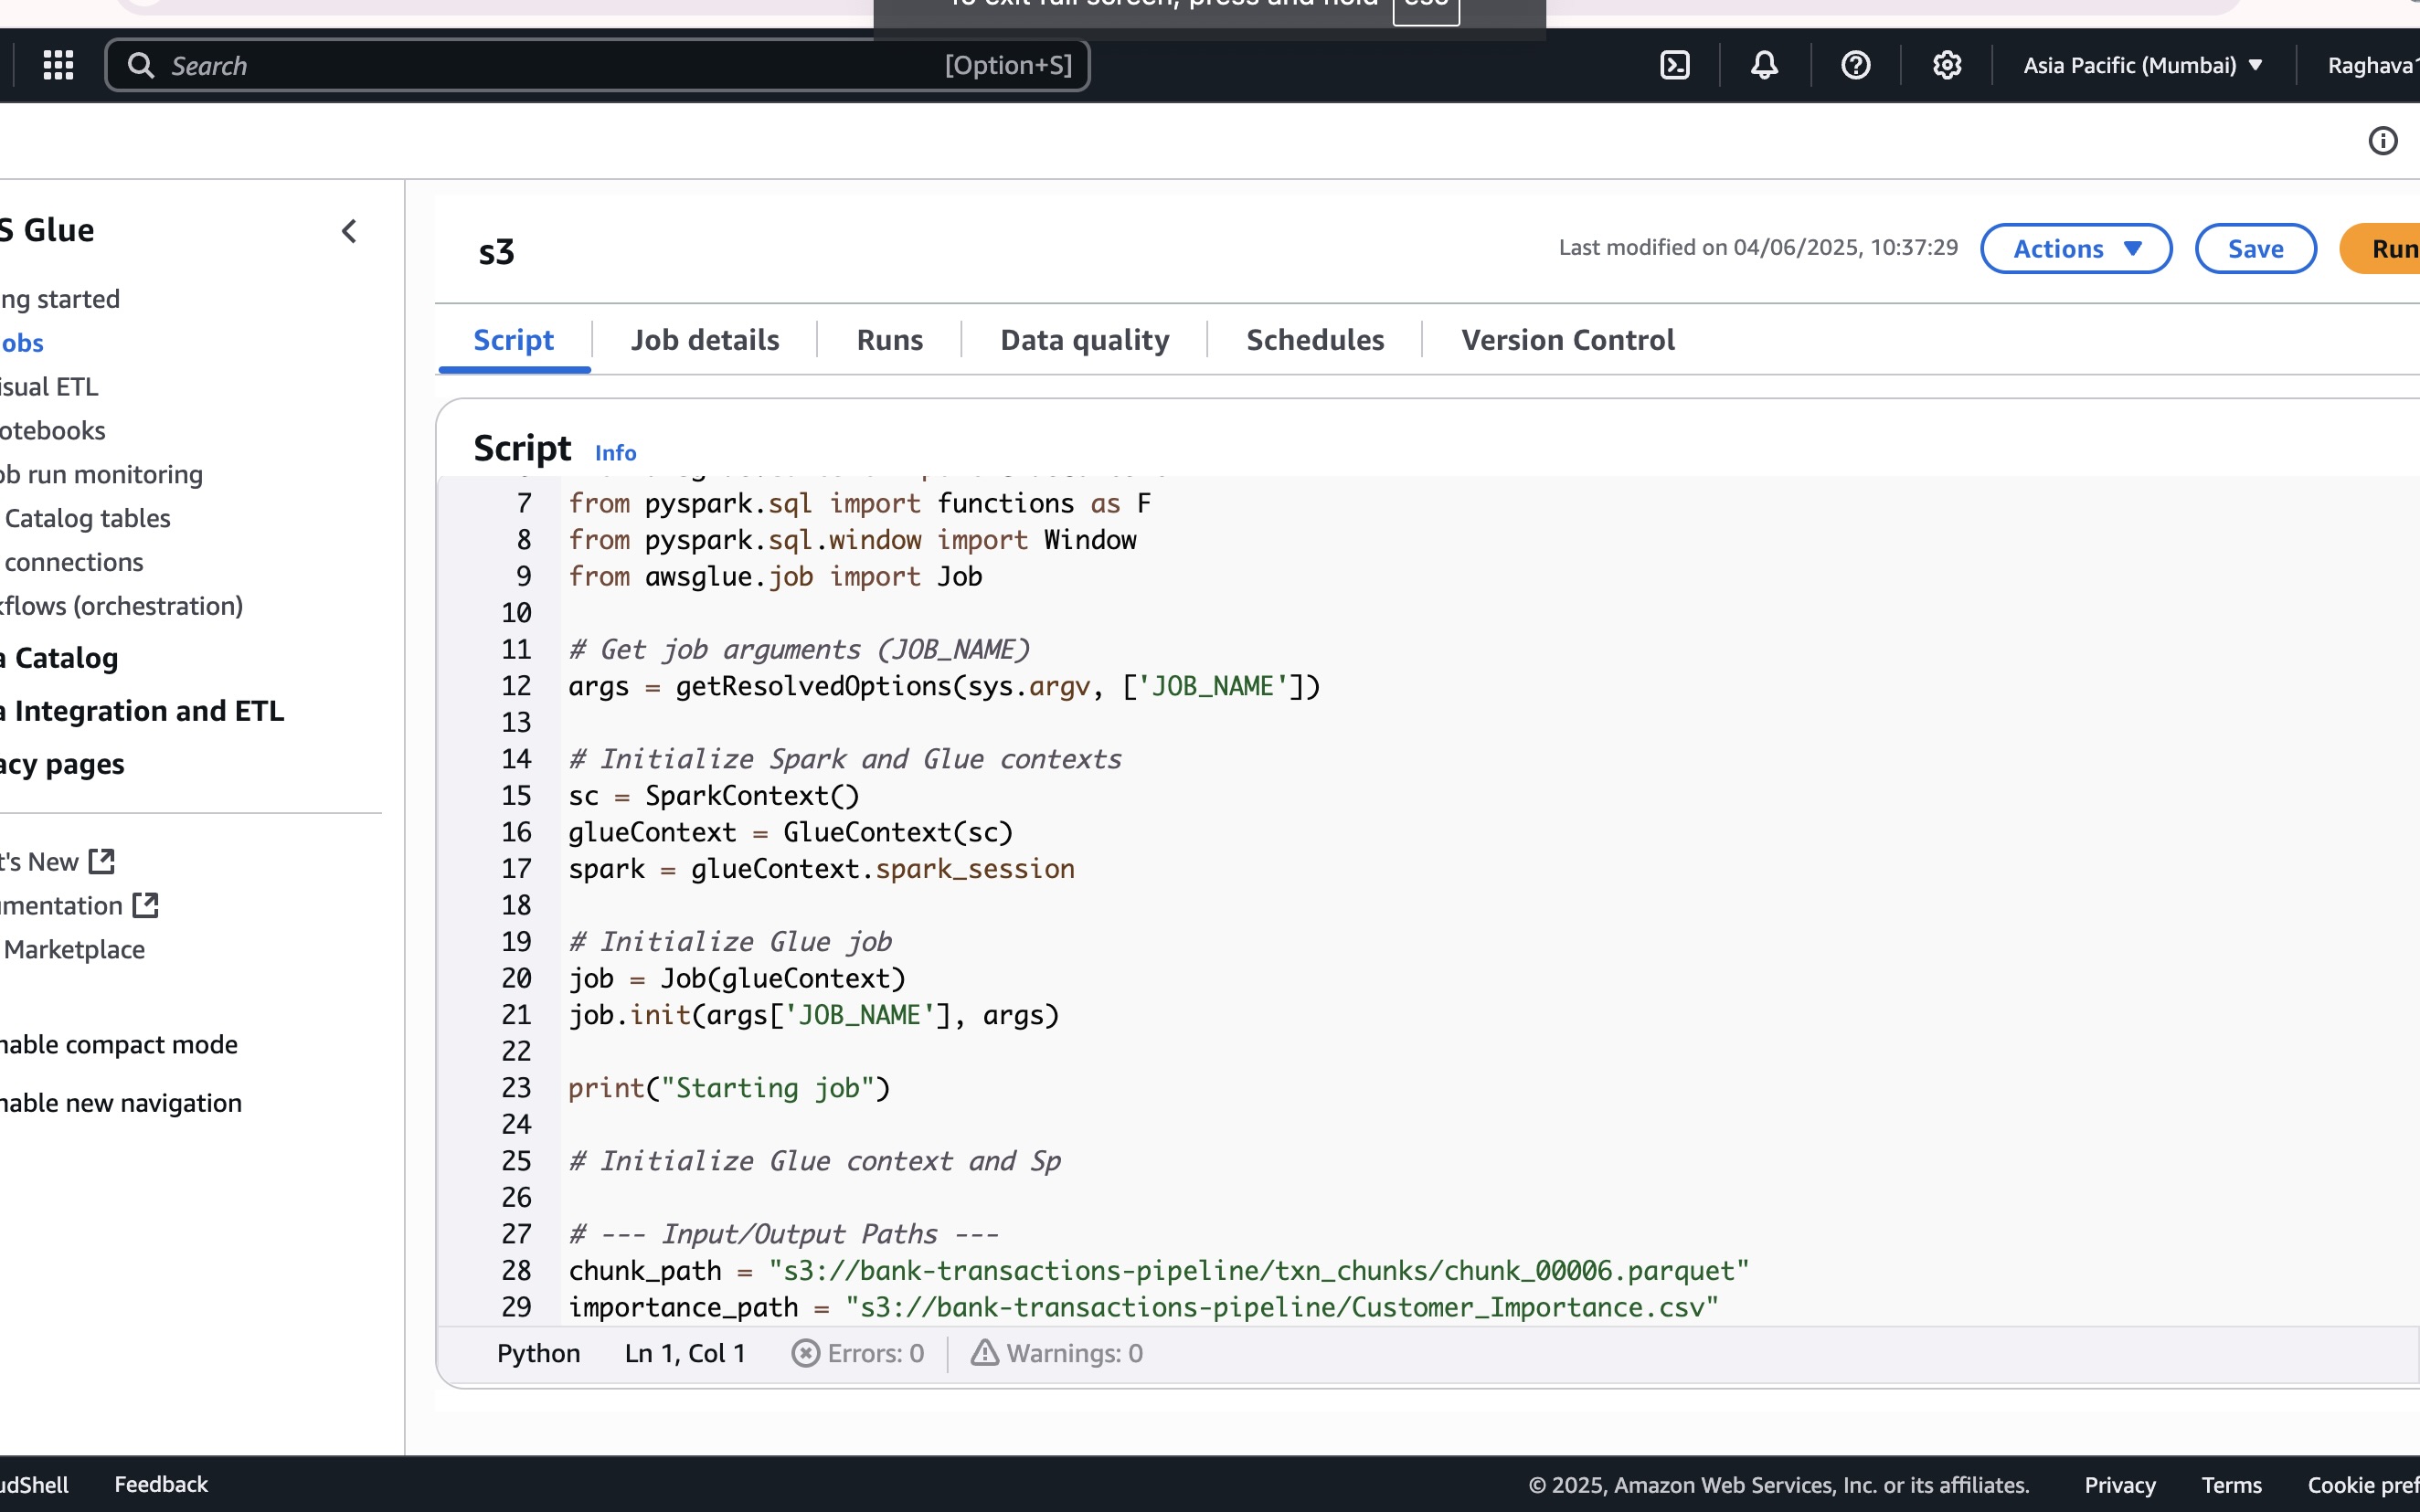 Search [Option+S] Asia Pacific (Mumbai)
S Glue
ng started
obs
isual ETL
otebooks
ob run monitoring
Catalog tables
connections
kflows (orchestration)
a Catalog
a Integration and ETL
acy pages
t's New
umentation
Marketplace
nable compact mode
nable new navigation
s3
Last modified on 04/06/2025, 10:37:29 Actions Save Run
Script Job details Runs Data quality Schedules Version Control
Script Info
7 from pyspark.sql import functions as F
8 from pyspark.sql.window import Window
9 from awsglue.job import Job
10
11 # Get job arguments (JOB_NAME)
12 args = getResolvedOptions(sys.argv, ['JOB_NAME'])
13
14 # Initialize Spark and Glue contexts
15 sc = SparkContext()
16 glueContext = GlueContext(sc)
17 spark = glueContext.spark_session
18
19 # Initialize Glue job
20 job = Job(glueContext)
21 job.init(args['JOB_NAME'], args)
22
23 print("Starting job")
24
25 # Initialize Glue context and Sp
26
27 # --- Input/Output Paths ---
28 chunk_path = "s3://bank-transactions-pipeline/txn_chunks/chunk_00006.parquet"
29 importance_path = "s3://bank-transactions-pipeline/Customer_Importance.csv"
Python Ln 1, Col 1 Errors: 0 Warnings: 0
udShell Feedback © 2025, Amazon Web Services, Inc. or its affiliates. Privacy Terms Cookie pref